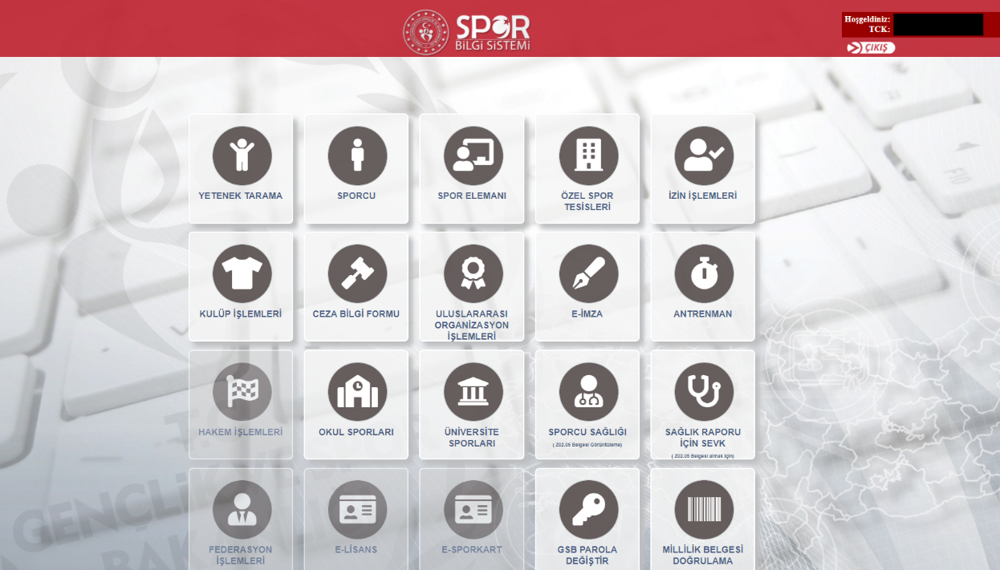 SPOR
BİLGİ SİSTEMİ
Hoşgeldiniz:
TCK:
ÇIKIŞ
YETENEK TARAMA
SPORCU
SPOR ELEMANI
ÖZEL SPOR
TESİSLERİ
İZİN İŞLEMLERİ
KULÜP İŞLEMLERİ
CEZA BİLGİ FORMU
ULUSLARARASI
ORGANİZASYON
İŞLEMLERİ
E-İMZA
ANTRENMAN
HAKEM İŞLEMLERİ
OKUL SPORLARI
ÜNİVERSİTE
SPORLARI
SPORCU SAĞLIĞI
( Z02.05 Belgesi Görüntüleme)
SAĞLIK RAPORU
İÇİN SEVK
( Z02.05 Belgesi almak için)
FEDERASYON
İŞLEMLERİ
E-LİSANS
E-SPORKART
GSB PAROLA
DEĞİŞTİR
MİLLİLİK BELGESİ
DOĞRULAMA
GENÇLİK